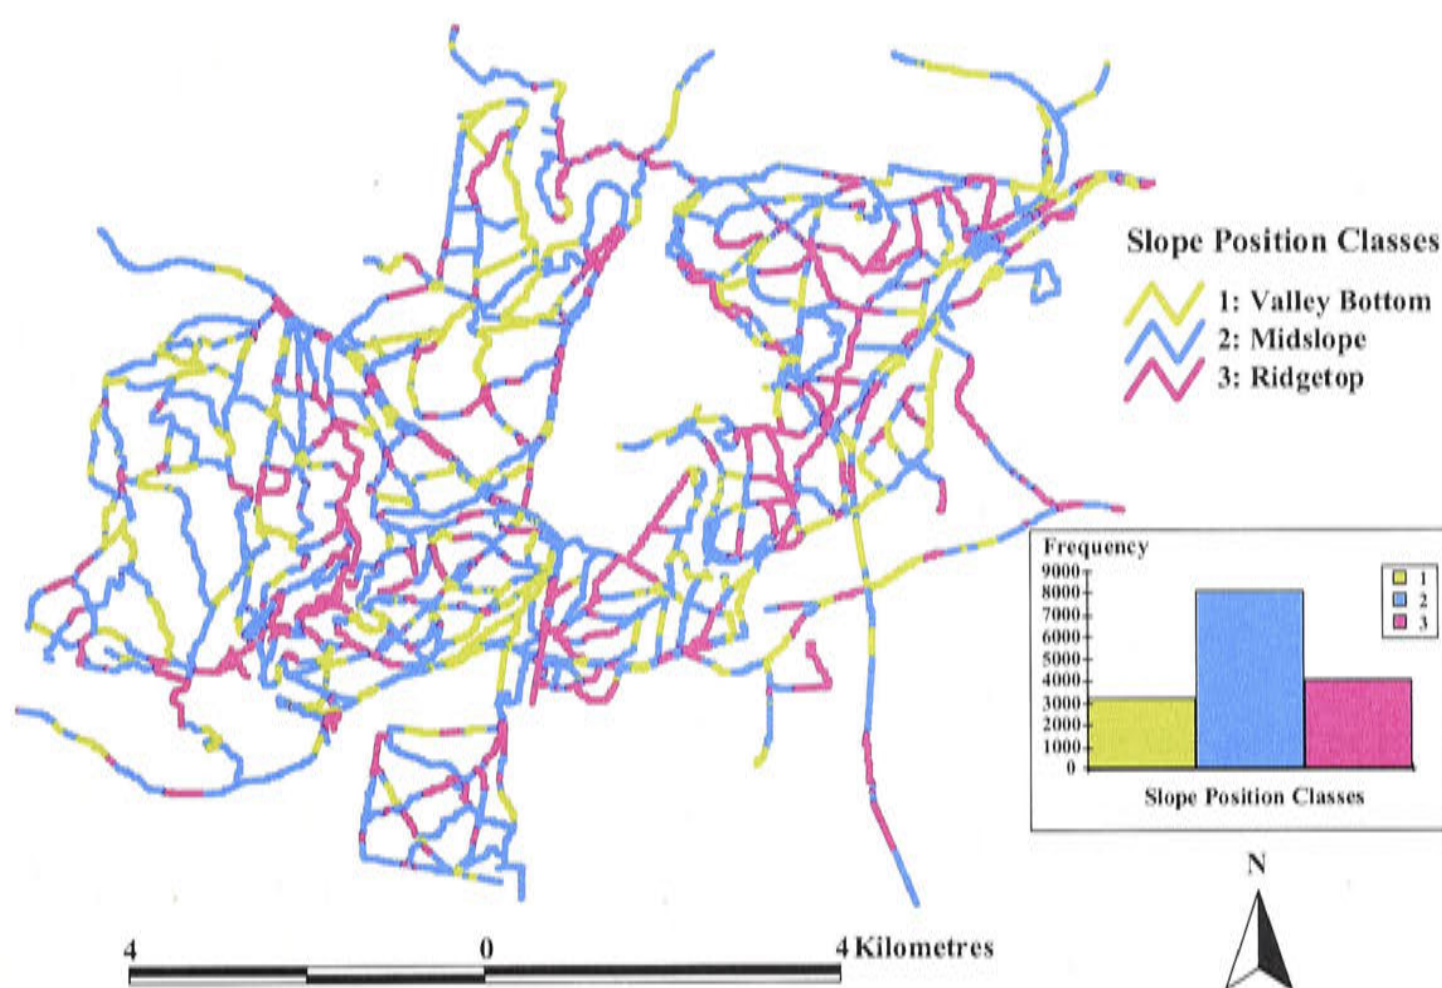 Slope Position Classes
1: Valley Bottom
2: Midslope
3: Ridgetop
Frequency
9000
8000
7000
6000
5000
4000
3000
2000
1000
0
1
2
3
Slope Position Classes
N
4 0 4 Kilometres